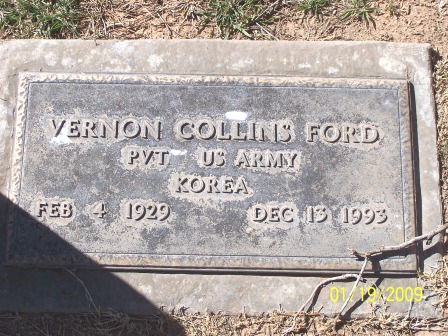 VERNON COLLINS FORD
PVT US ARMY
KOREA
FEB 4 1929 DEC 13 1993
01/19/2009